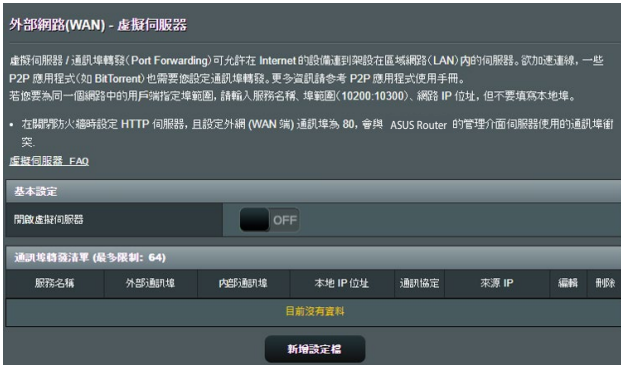 外部網路(WAN) - 虛擬伺服器
虛擬伺服器 / 通訊埠轉發(Port Forwarding)可允許在 Internet的設備連到架設在區域網路(LAN)內的伺服器。欲加速連線，一些
P2P 應用程式(如 BitTorrent)也需要您設定通訊埠轉發。更多資訊請參考 P2P 應用程式使用手冊。
若您要為同一個網路中的用戶端指定埠範圍，請輸入服務名稱、埠範圍(10200:10300)、網路 IP 位址，但不要填寫本地埠。
• 在關閉防火牆時設定 HTTP 伺服器，且設定外網 (WAN 端) 通訊埠為 80，會與 ASUS Router 的管理介面伺服器使用的通訊埠衝
突.
虛擬伺服器 FAQ
基本設定
開啟虛擬伺服器 OFF
通訊埠轉發清單 (最多限制: 64)
服務名稱 外部通訊埠 內部通訊埠 本地 IP 位址 通訊協定 來源 IP 編輯 刪除
目前沒有資料
新增設定檔